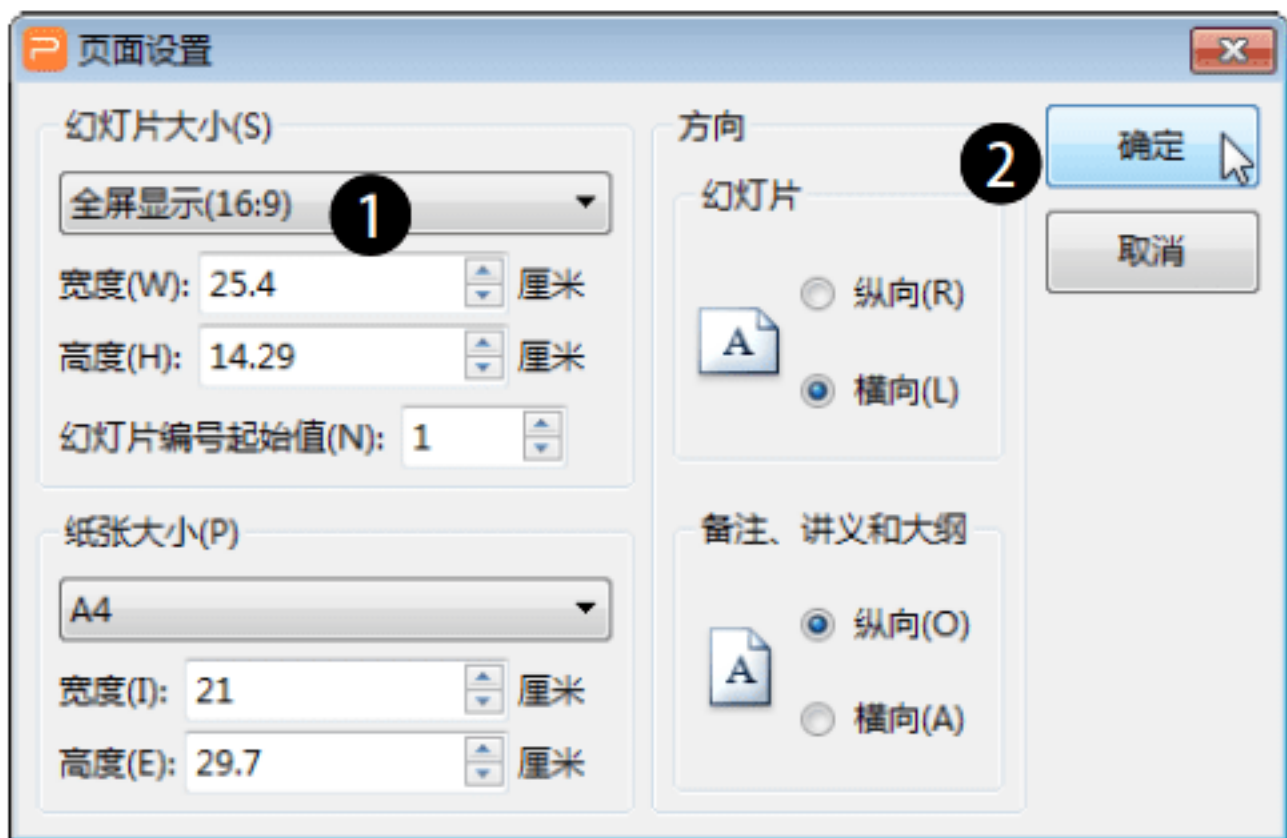 页面设置
幻灯片大小(S)
全屏显示(16:9)
1
宽度(W): 25.4 厘米
高度(H): 14.29 厘米
幻灯片编号起始值(N): 1
纸张大小(P)
A4
宽度(I): 21 厘米
高度(E): 29.7 厘米
方向
幻灯片
A
纵向(R)
横向(L)
备注、讲义和大纲
A
纵向(O)
横向(A)
2
确定
取消